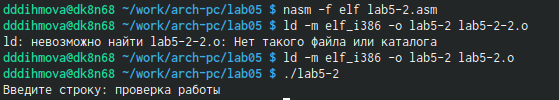 dddihmova@dk8n68 ~/work/arch-pc/lab05 $ nasm -f elf lab5-2.asm
dddihmova@dk8n68 ~/work/arch-pc/lab05 $ ld -m elf_i386 -o lab5-2 lab5-2-2.o
ld: невозможно найти lab5-2-2.o: Нет такого файла или каталога
dddihmova@dk8n68 ~/work/arch-pc/lab05 $ ld -m elf_i386 -o lab5-2 lab5-2.o
dddihmova@dk8n68 ~/work/arch-pc/lab05 $ ./lab5-2
Введите строку: проверка работы